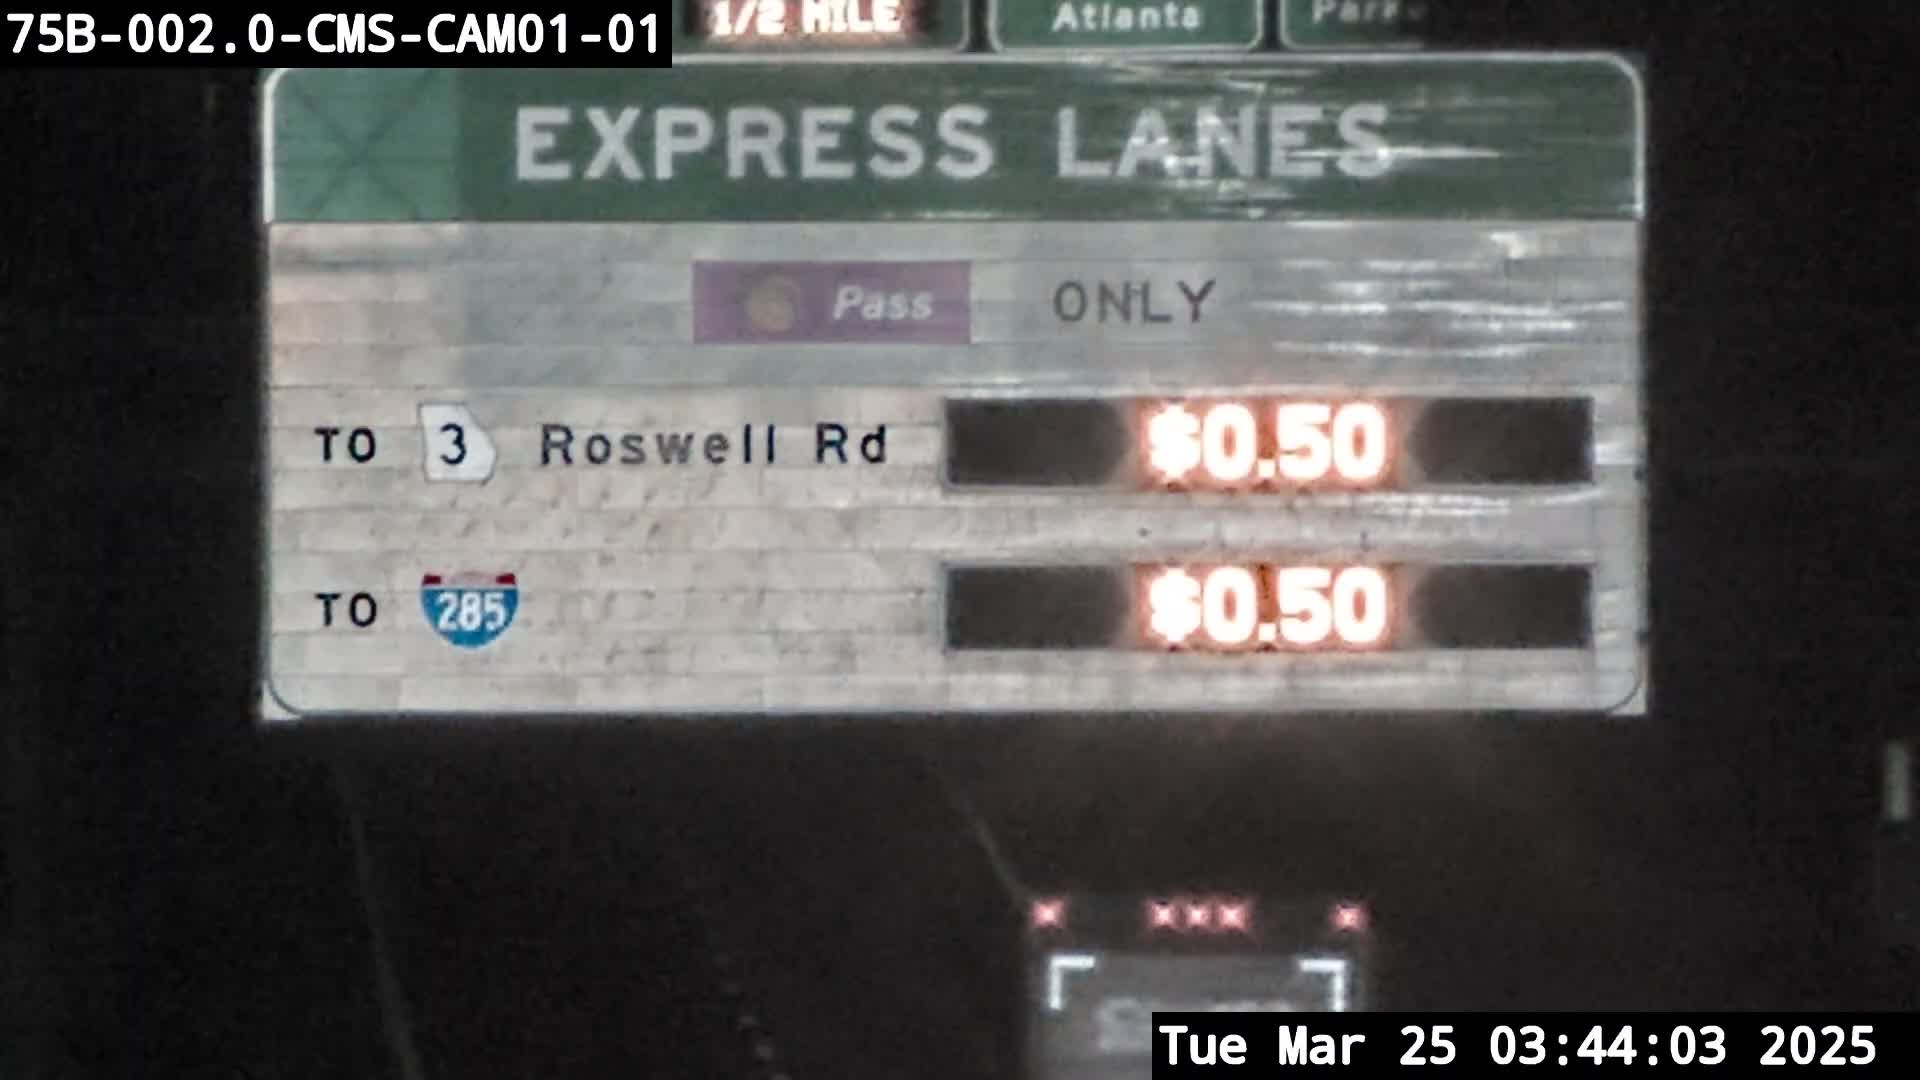 75B-002.0-CMS-CAM01-01
1/2 MILE
Atlanta
EXPRESS LANES
Pass ONLY
TO 3 Roswell Rd $0.50
TO 285 $0.50
Tue Mar 25 03:44:03 2025